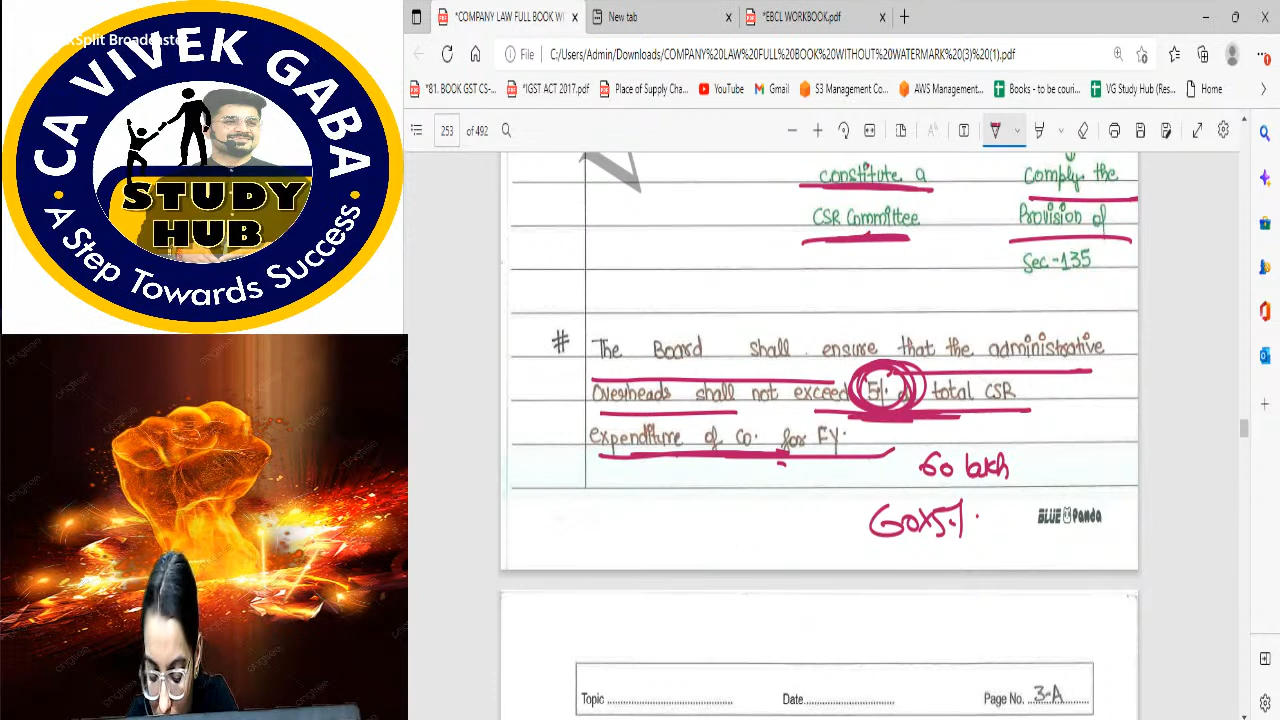 XSplit Broadcaster
CA VIVEK GABA
STUDY
HUB
• A Step Towards Success •
*COMPANY LAW FULL BOOK WI
New tab
IT WORKBOOK.pdf
File
C:/Users/Admin/Downloads/COMPANY%20LAW%20FULL%20BOOK%20WITHOUT%20WATERMARK%20(3)%20(1).pdf
*81. BOOK GST CS-...
*IGST ACT 2017.pdf
Place of Supply Cra...
YouTube
Gmail
S3 Management Co...
AWS Management...
Books - to be couri...
VG Study Hub (Res...
Home
253 of 492
constitute a
CSR Committee
Comply the
Provision of
Sec-135
# The Board shall ensure that the administrative
Overheads shall not exceed 5% of total CSR
expenditure of Co. for FY.
60 lakh
60x5%.
BLUE Panda
Topic Date Page No. 3-A